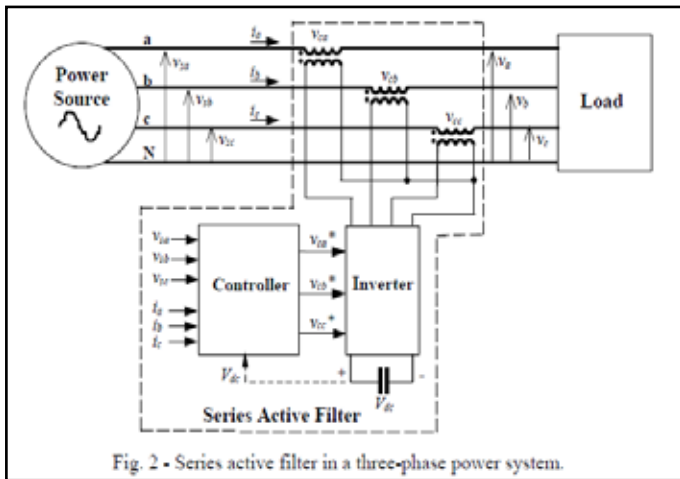 a
i_a
v_ca
Power
Source
v_sa
b
i_b
v_cb
v_a
Load
v_sb
c
i_c
v_cc
v_b
v_sc
v_c
N
v_sa
v_sb
v_sc
i_a
i_b
i_c
Controller
v_ca*
v_cb*
v_cc*
Inverter
V_dc
+
-
V_dc
Series Active Filter
Fig. 2 - Series active filter in a three-phase power system.